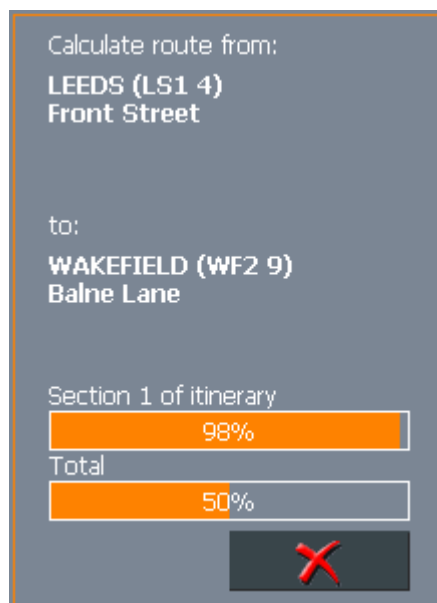 Calculate route from:
LEEDS (LS1 4)
Front Street
to:
WAKEFIELD (WF2 9)
Balne Lane
Section 1 of itinerary
98%
Total
50%